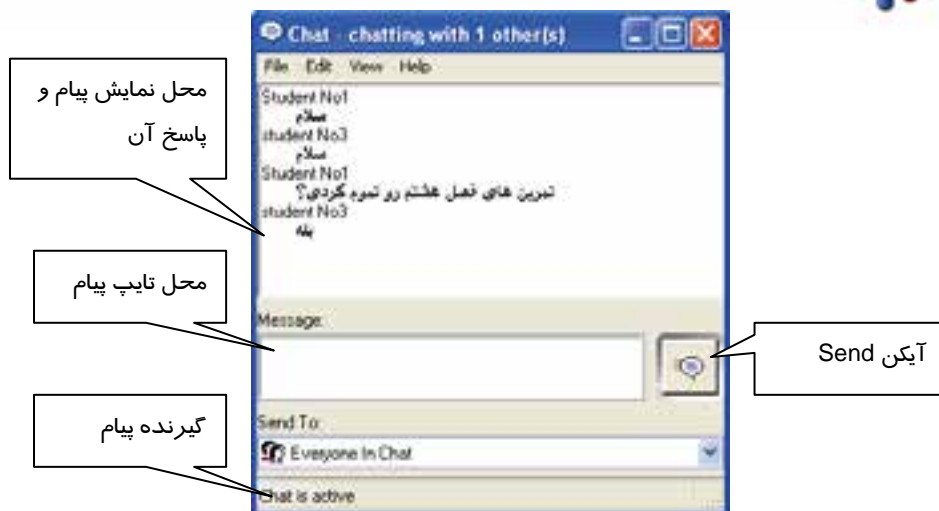 Chat - chatting with 1 other(s)
File Edit View Help
محل نمایش پیام و
پاسخ آن
Student No1
سلام
student No3
سلام
Student No1
تمرین های فصل هشتم رو تموم کردی؟
student No3
بله
محل تایپ پیام
Message:
آیکن Send
گیرنده پیام
Send To:
Everyone In Chat
Chat is active